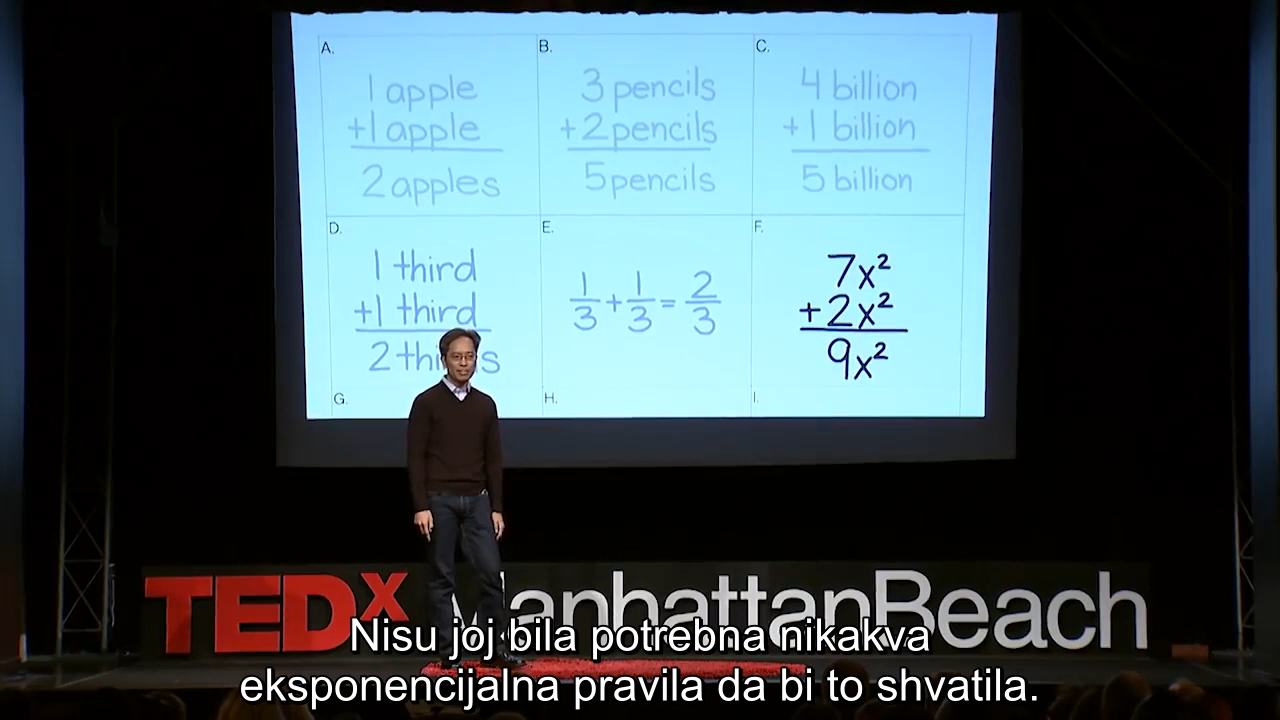 A.
1 apple
+1 apple
2 apples
B.
3 pencils
+2 pencils
5 pencils
C.
4 billion
+1 billion
5 billion
D.
1 third
+1 third
E.
1/3 + 1/3 = 2/3
F.
7x²
+2x²
9x²
G.
H.
I.
TEDx ManhattanBeach
Nisu joj bila potrebna nikakva
eksponencijalna pravila da bi to shvatila.